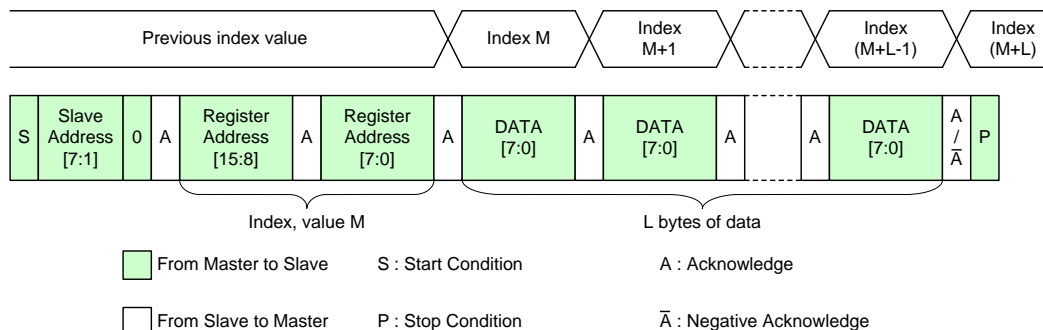 Previous index value
Index M
Index
M+1
Index
(M+L-1)
Index
(M+L)
S
Slave
Address
[7:1]
0
A
Register
Address
[15:8]
A
Register
Address
[7:0]
A
DATA
[7:0]
A
DATA
[7:0]
A
A
DATA
[7:0]
A
/
A̅
P
Index, value M
L bytes of data
From Master to Slave
S : Start Condition
A : Acknowledge
From Slave to Master
P : Stop Condition
A̅ : Negative Acknowledge